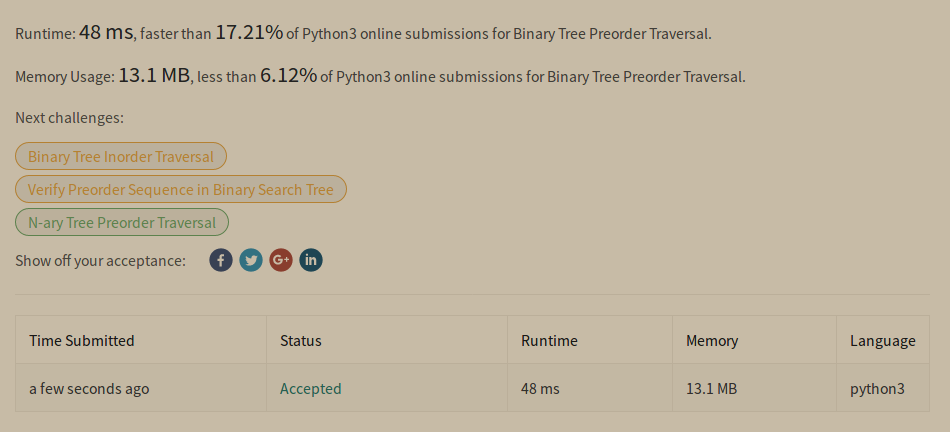 Runtime: 48 ms, faster than 17.21% of Python3 online submissions for Binary Tree Preorder Traversal.
Memory Usage: 13.1 MB, less than 6.12% of Python3 online submissions for Binary Tree Preorder Traversal.
Next challenges:
Binary Tree Inorder Traversal
Verify Preorder Sequence in Binary Search Tree
N-ary Tree Preorder Traversal
Show off your acceptance: f G+ in
Time Submitted Status Runtime Memory Language
a few seconds ago Accepted 48 ms 13.1 MB python3